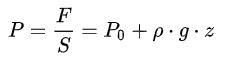 P = F/S = P₀ + ρ · g · z